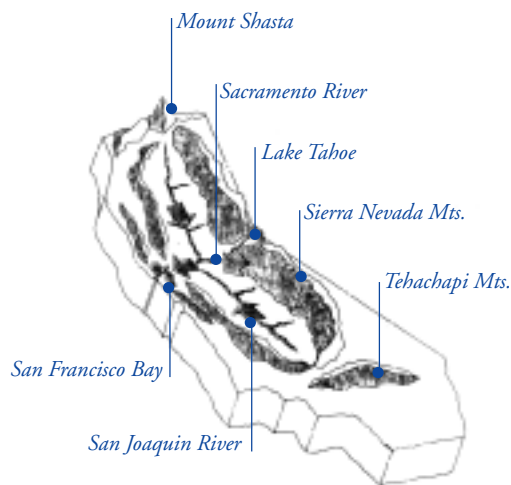 Mount Shasta
Sacramento River
Lake Tahoe
Sierra Nevada Mts.
Tehachapi Mts.
San Francisco Bay
San Joaquin River